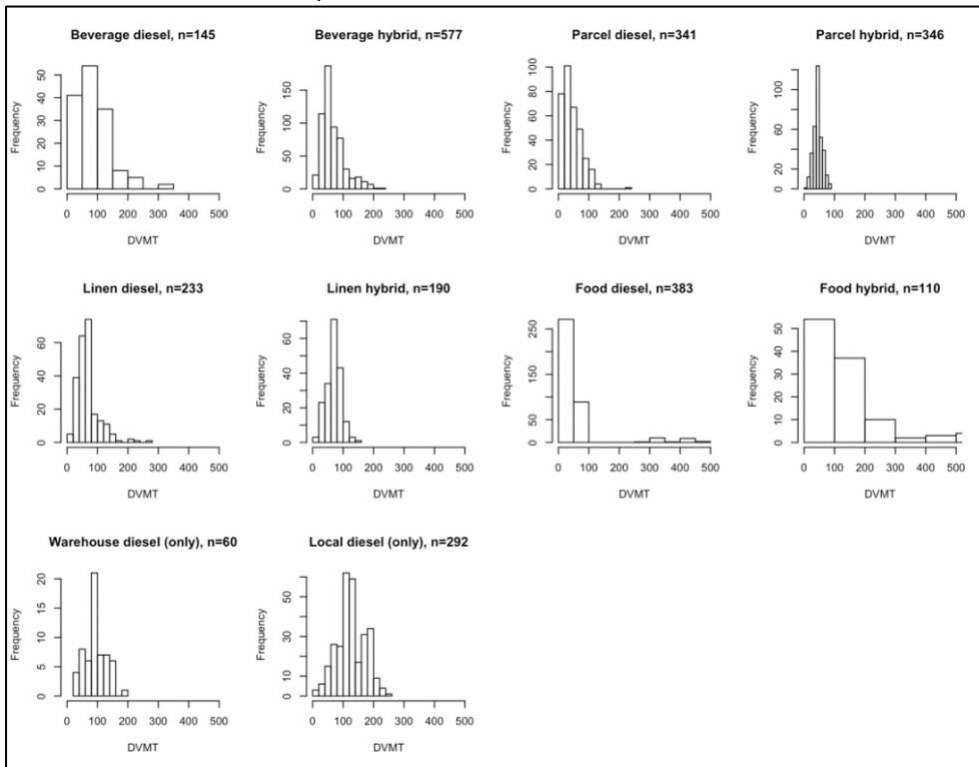 Beverage diesel, n=145
Frequency
0 10 20 30 40 50
0 100 200 300 400 500
DVMT
Beverage hybrid, n=577
Frequency
0 50 100 150
0 100 200 300 400 500
DVMT
Parcel diesel, n=341
Frequency
0 20 40 60 80 100
0 100 200 300 400 500
DVMT
Parcel hybrid, n=346
Frequency
0 20 60 100
0 100 200 300 400 500
DVMT
Linen diesel, n=233
Frequency
0 20 40 60
0 100 200 300 400 500
DVMT
Linen hybrid, n=190
Frequency
0 20 40 60
0 100 200 300 400 500
DVMT
Food diesel, n=383
Frequency
0 50 150 250
0 100 200 300 400 500
DVMT
Food hybrid, n=110
Frequency
0 10 20 30 40 50
0 100 200 300 400 500
DVMT
Warehouse diesel (only), n=60
Frequency
0 5 10 15 20
0 100 200 300 400 500
DVMT
Local diesel (only), n=292
Frequency
0 10 30 50
0 100 200 300 400 500
DVMT